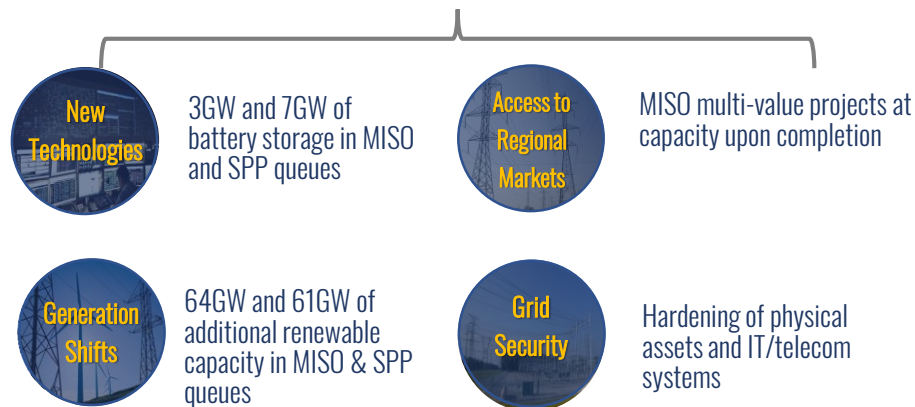 New
Technologies
3GW and 7GW of
battery storage in MISO
and SPP queues
Access to
Regional
Markets
MISO multi-value projects at
capacity upon completion
Generation
Shifts
64GW and 61GW of
additional renewable
capacity in MISO & SPP
queues
Grid
Security
Hardening of physical
assets and IT/telecom
systems